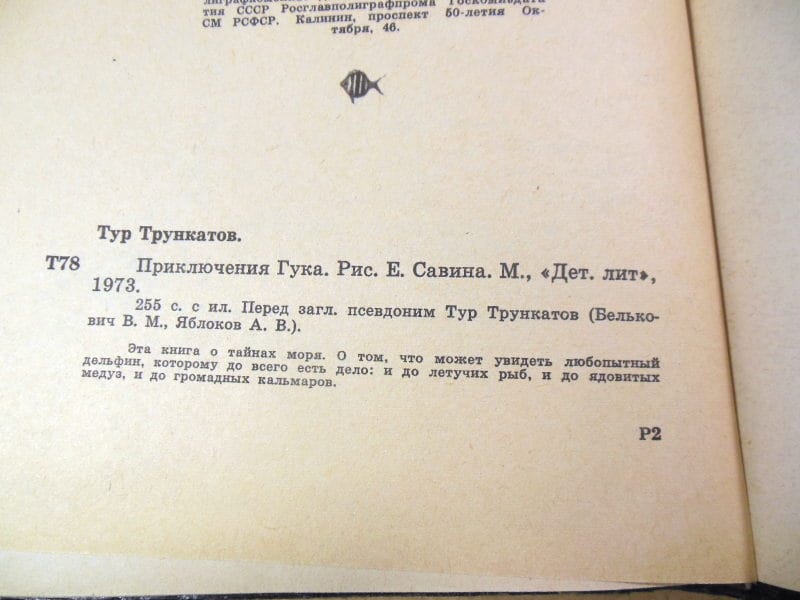 тия СССР Росглавполиграфпрома Госкомиздата
СМ РСФСР. Калинин, проспект 50-летия Ок-
тября, 46.
Тур Трункатов.
Т78 Приключения Гука. Рис. Е. Савина. М., «Дет. лит»,
1973.
255 с. с ил. Перед загл. псевдоним Тур Трункатов (Белько-
вич В. М., Яблоков А. В.).
Эта книга о тайнах моря. О том, что может увидеть любопытный
дельфин, которому до всего есть дело: и до летучих рыб, и до ядовитых
медуз, и до громадных кальмаров.
Р2